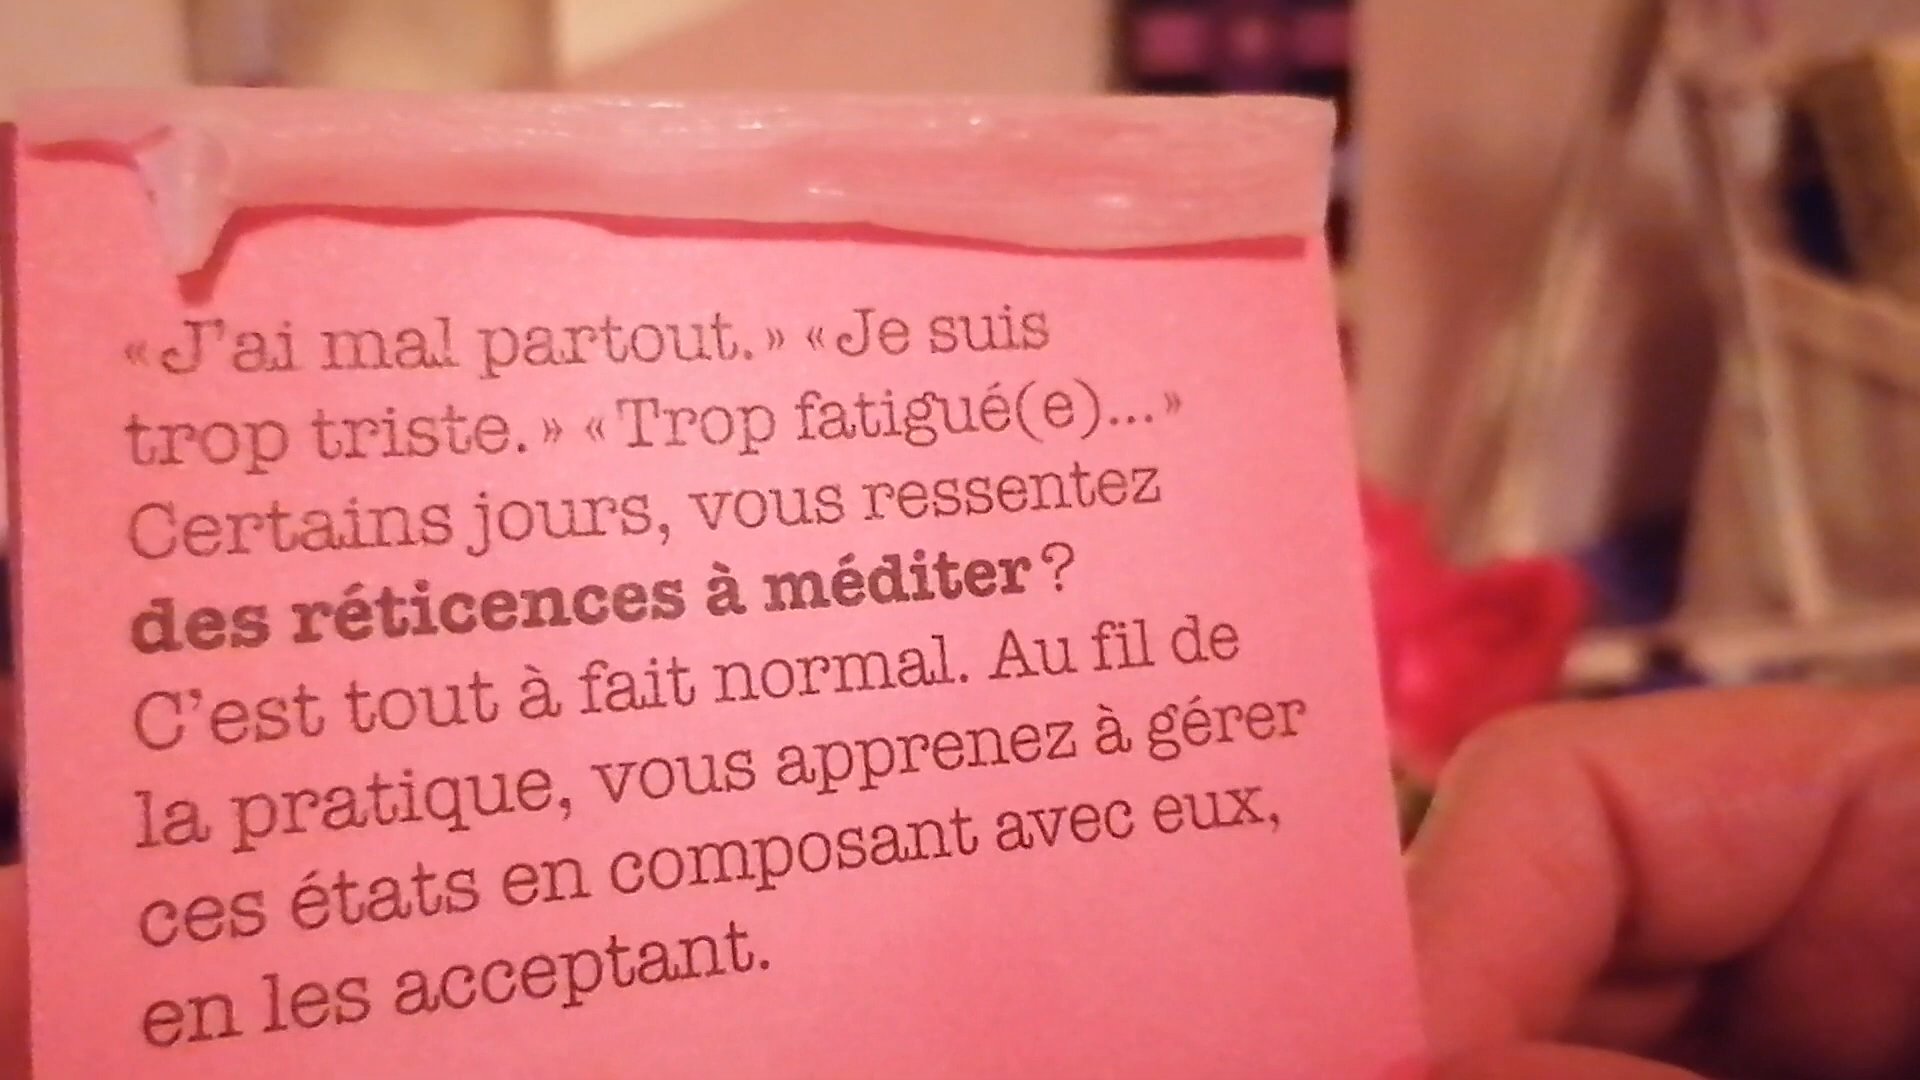 « J'ai mal partout. » « Je suis
trop triste. » « Trop fatigué(e)... »
Certains jours, vous ressentez
des réticences à méditer ?
C'est tout à fait normal. Au fil de
la pratique, vous apprenez à gérer
ces états en composant avec eux,
en les acceptant.